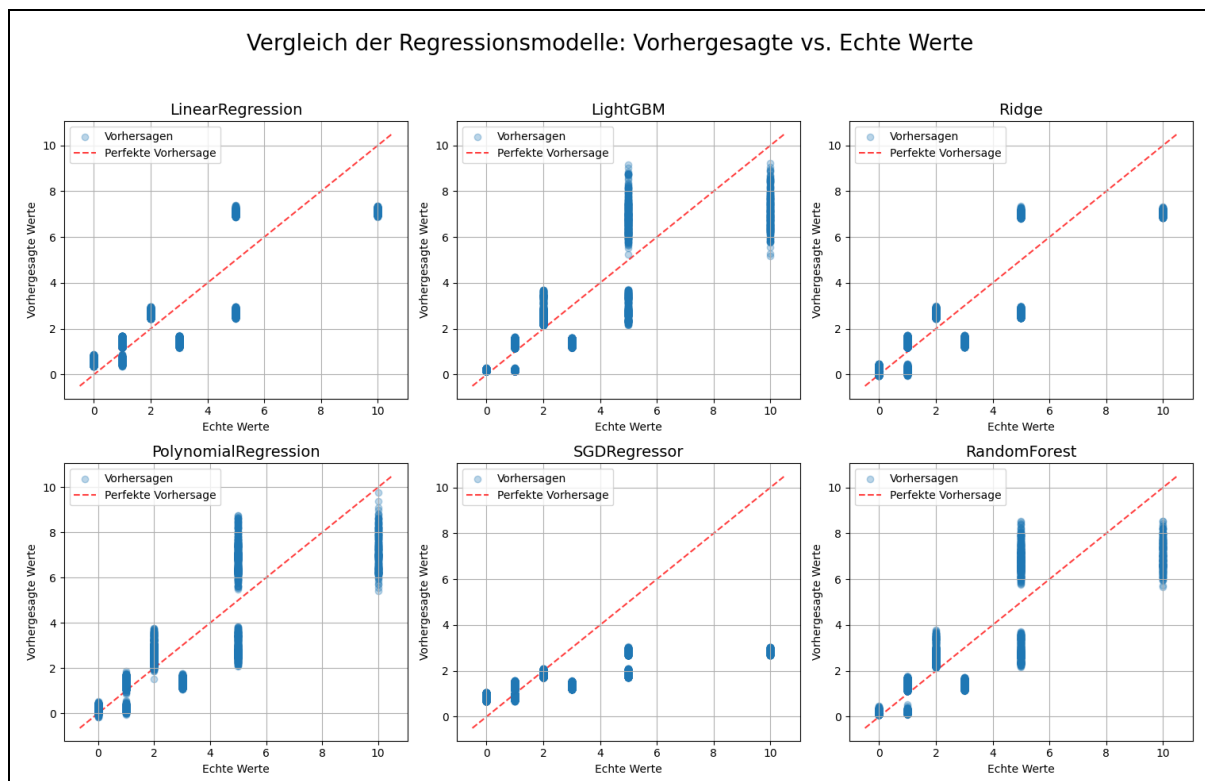 Vergleich der Regressionsmodelle: Vorhergesagte vs. Echte Werte
LinearRegression
Vorhersagen
Perfekte Vorhersage
Vorhergesagte Werte
10
8
6
4
2
0
0 2 4 6 8 10
Echte Werte
LightGBM
Vorhersagen
Perfekte Vorhersage
Vorhergesagte Werte
10
8
6
4
2
0
0 2 4 6 8 10
Echte Werte
Ridge
Vorhersagen
Perfekte Vorhersage
Vorhergesagte Werte
10
8
6
4
2
0
0 2 4 6 8 10
Echte Werte
PolynomialRegression
Vorhersagen
Perfekte Vorhersage
Vorhergesagte Werte
10
8
6
4
2
0
0 2 4 6 8 10
Echte Werte
SGDRegressor
Vorhersagen
Perfekte Vorhersage
Vorhergesagte Werte
10
8
6
4
2
0
0 2 4 6 8 10
Echte Werte
RandomForest
Vorhersagen
Perfekte Vorhersage
Vorhergesagte Werte
10
8
6
4
2
0
0 2 4 6 8 10
Echte Werte